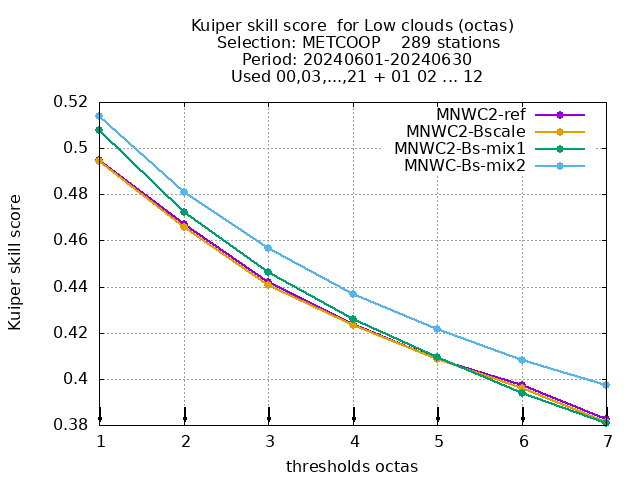 Kuiper skill score  for Low clouds (octas)
Selection: METCOOP    289 stations
Period: 20240601-20240630
Used 00,03,...,21 + 01 02 ... 12
MNWC2-ref
MNWC2-Bscale
MNWC2-Bs-mix1
MNWC-Bs-mix2
0.52
0.5
0.48
0.46
0.44
0.42
0.4
0.38
Kuiper skill score
1 2 3 4 5 6 7
thresholds octas